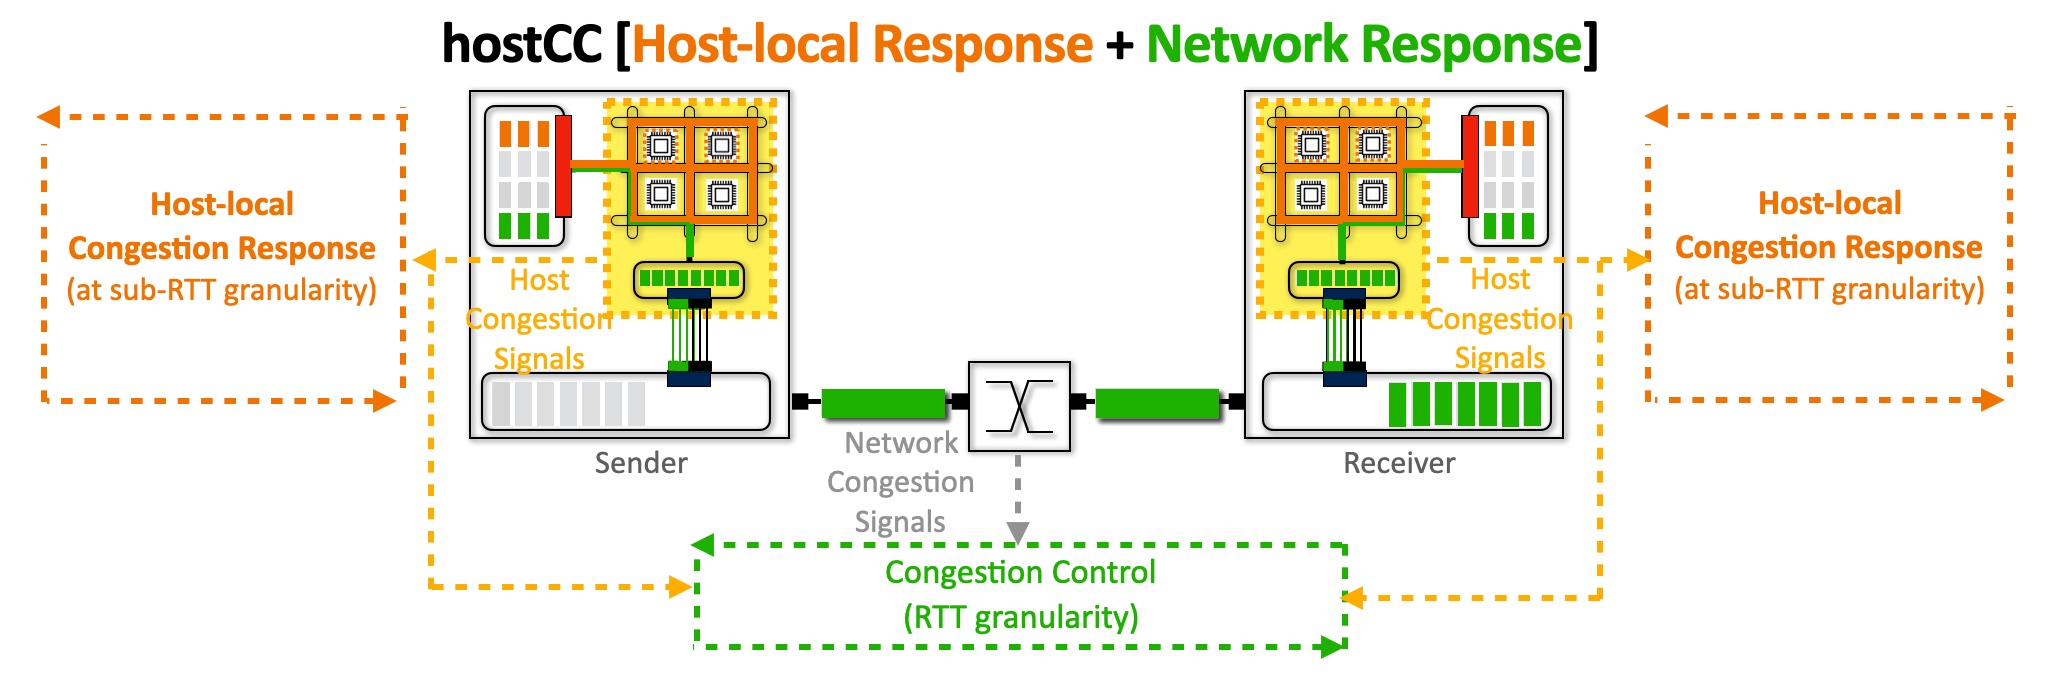 hostCC [Host-local Response + Network Response]
Host-local
Congestion Response
(at sub-RTT granularity)
Host
Congestion
Signals
Sender
Network
Congestion
Signals
Receiver
Host
Congestion
Signals
Host-local
Congestion Response
(at sub-RTT granularity)
Congestion Control
(RTT granularity)